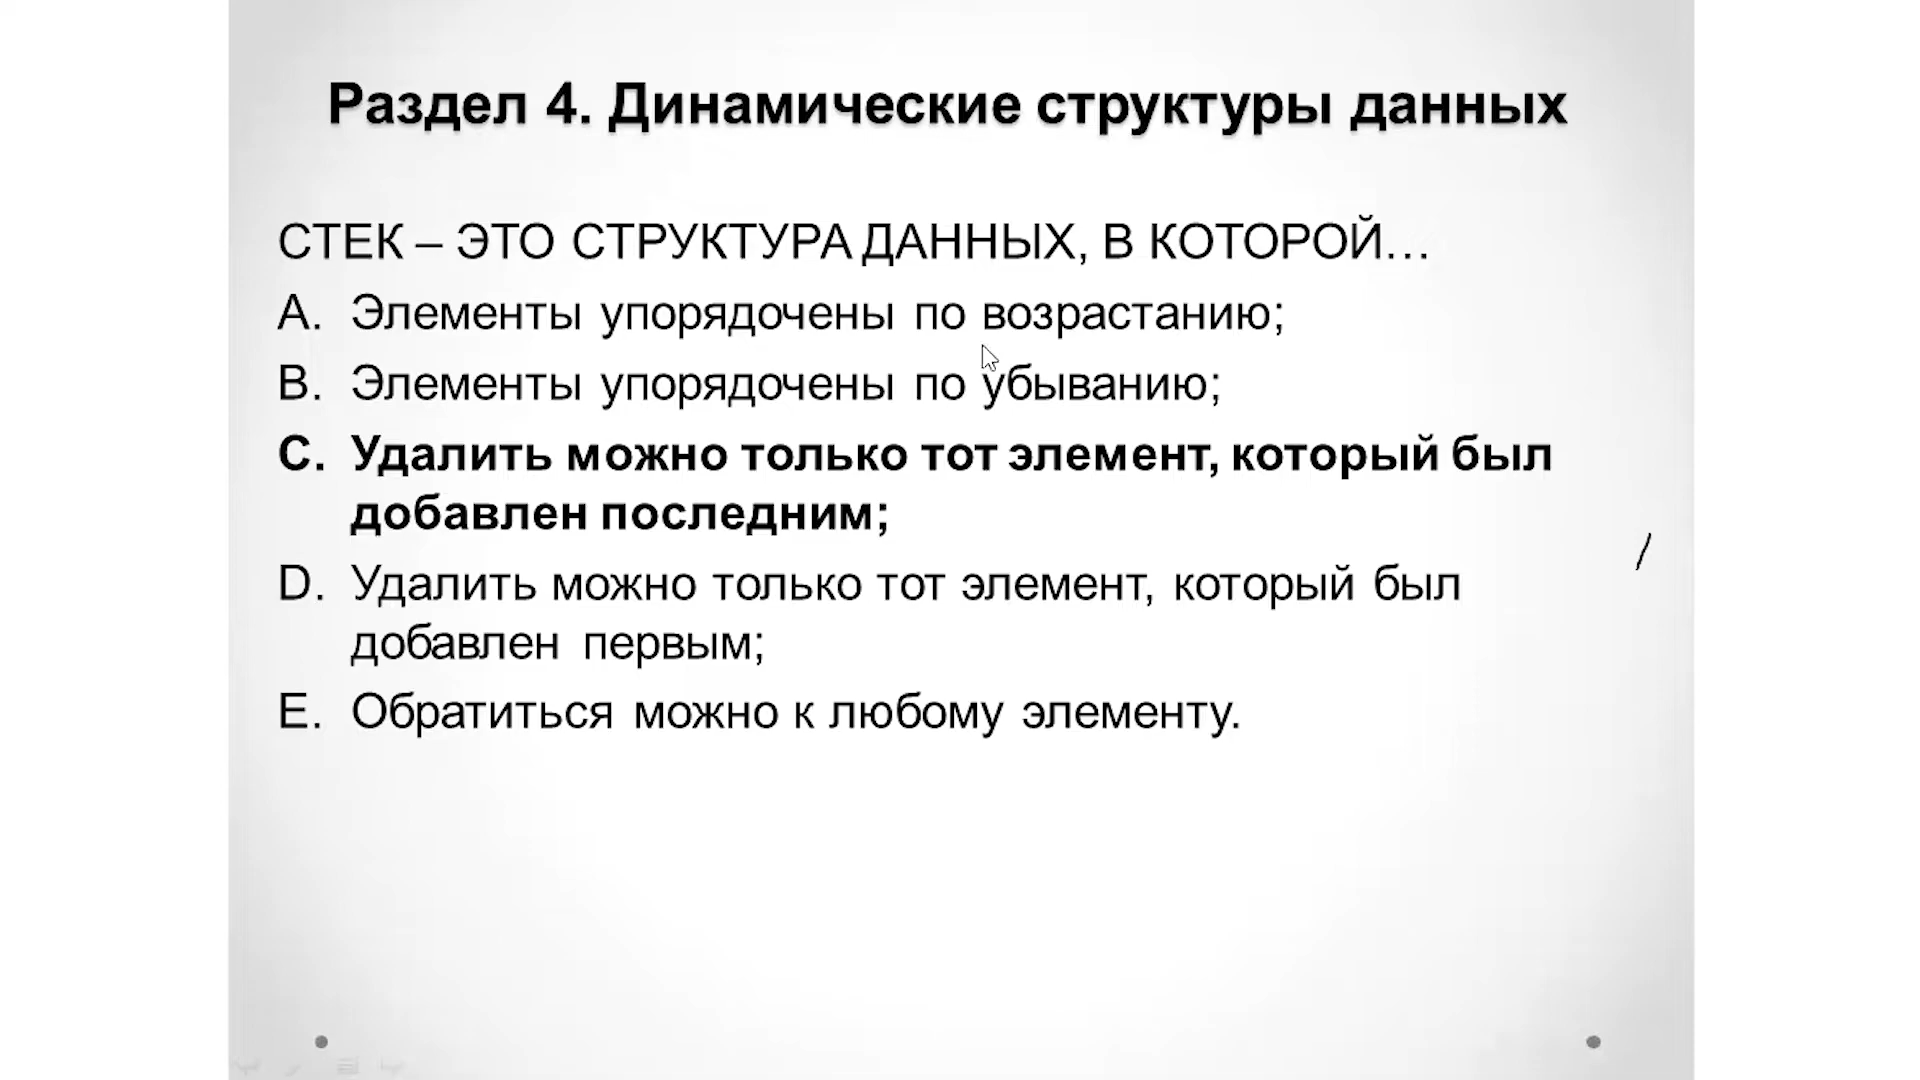 Раздел 4. Динамические структуры данных
СТЕК – ЭТО СТРУКТУРА ДАННЫХ, В КОТОРОЙ…
A. Элементы упорядочены по возрастанию;
B. Элементы упорядочены по убыванию;
C. Удалить можно только тот элемент, который был
добавлен последним;
D. Удалить можно только тот элемент, который был
добавлен первым;
E. Обратиться можно к любому элементу.